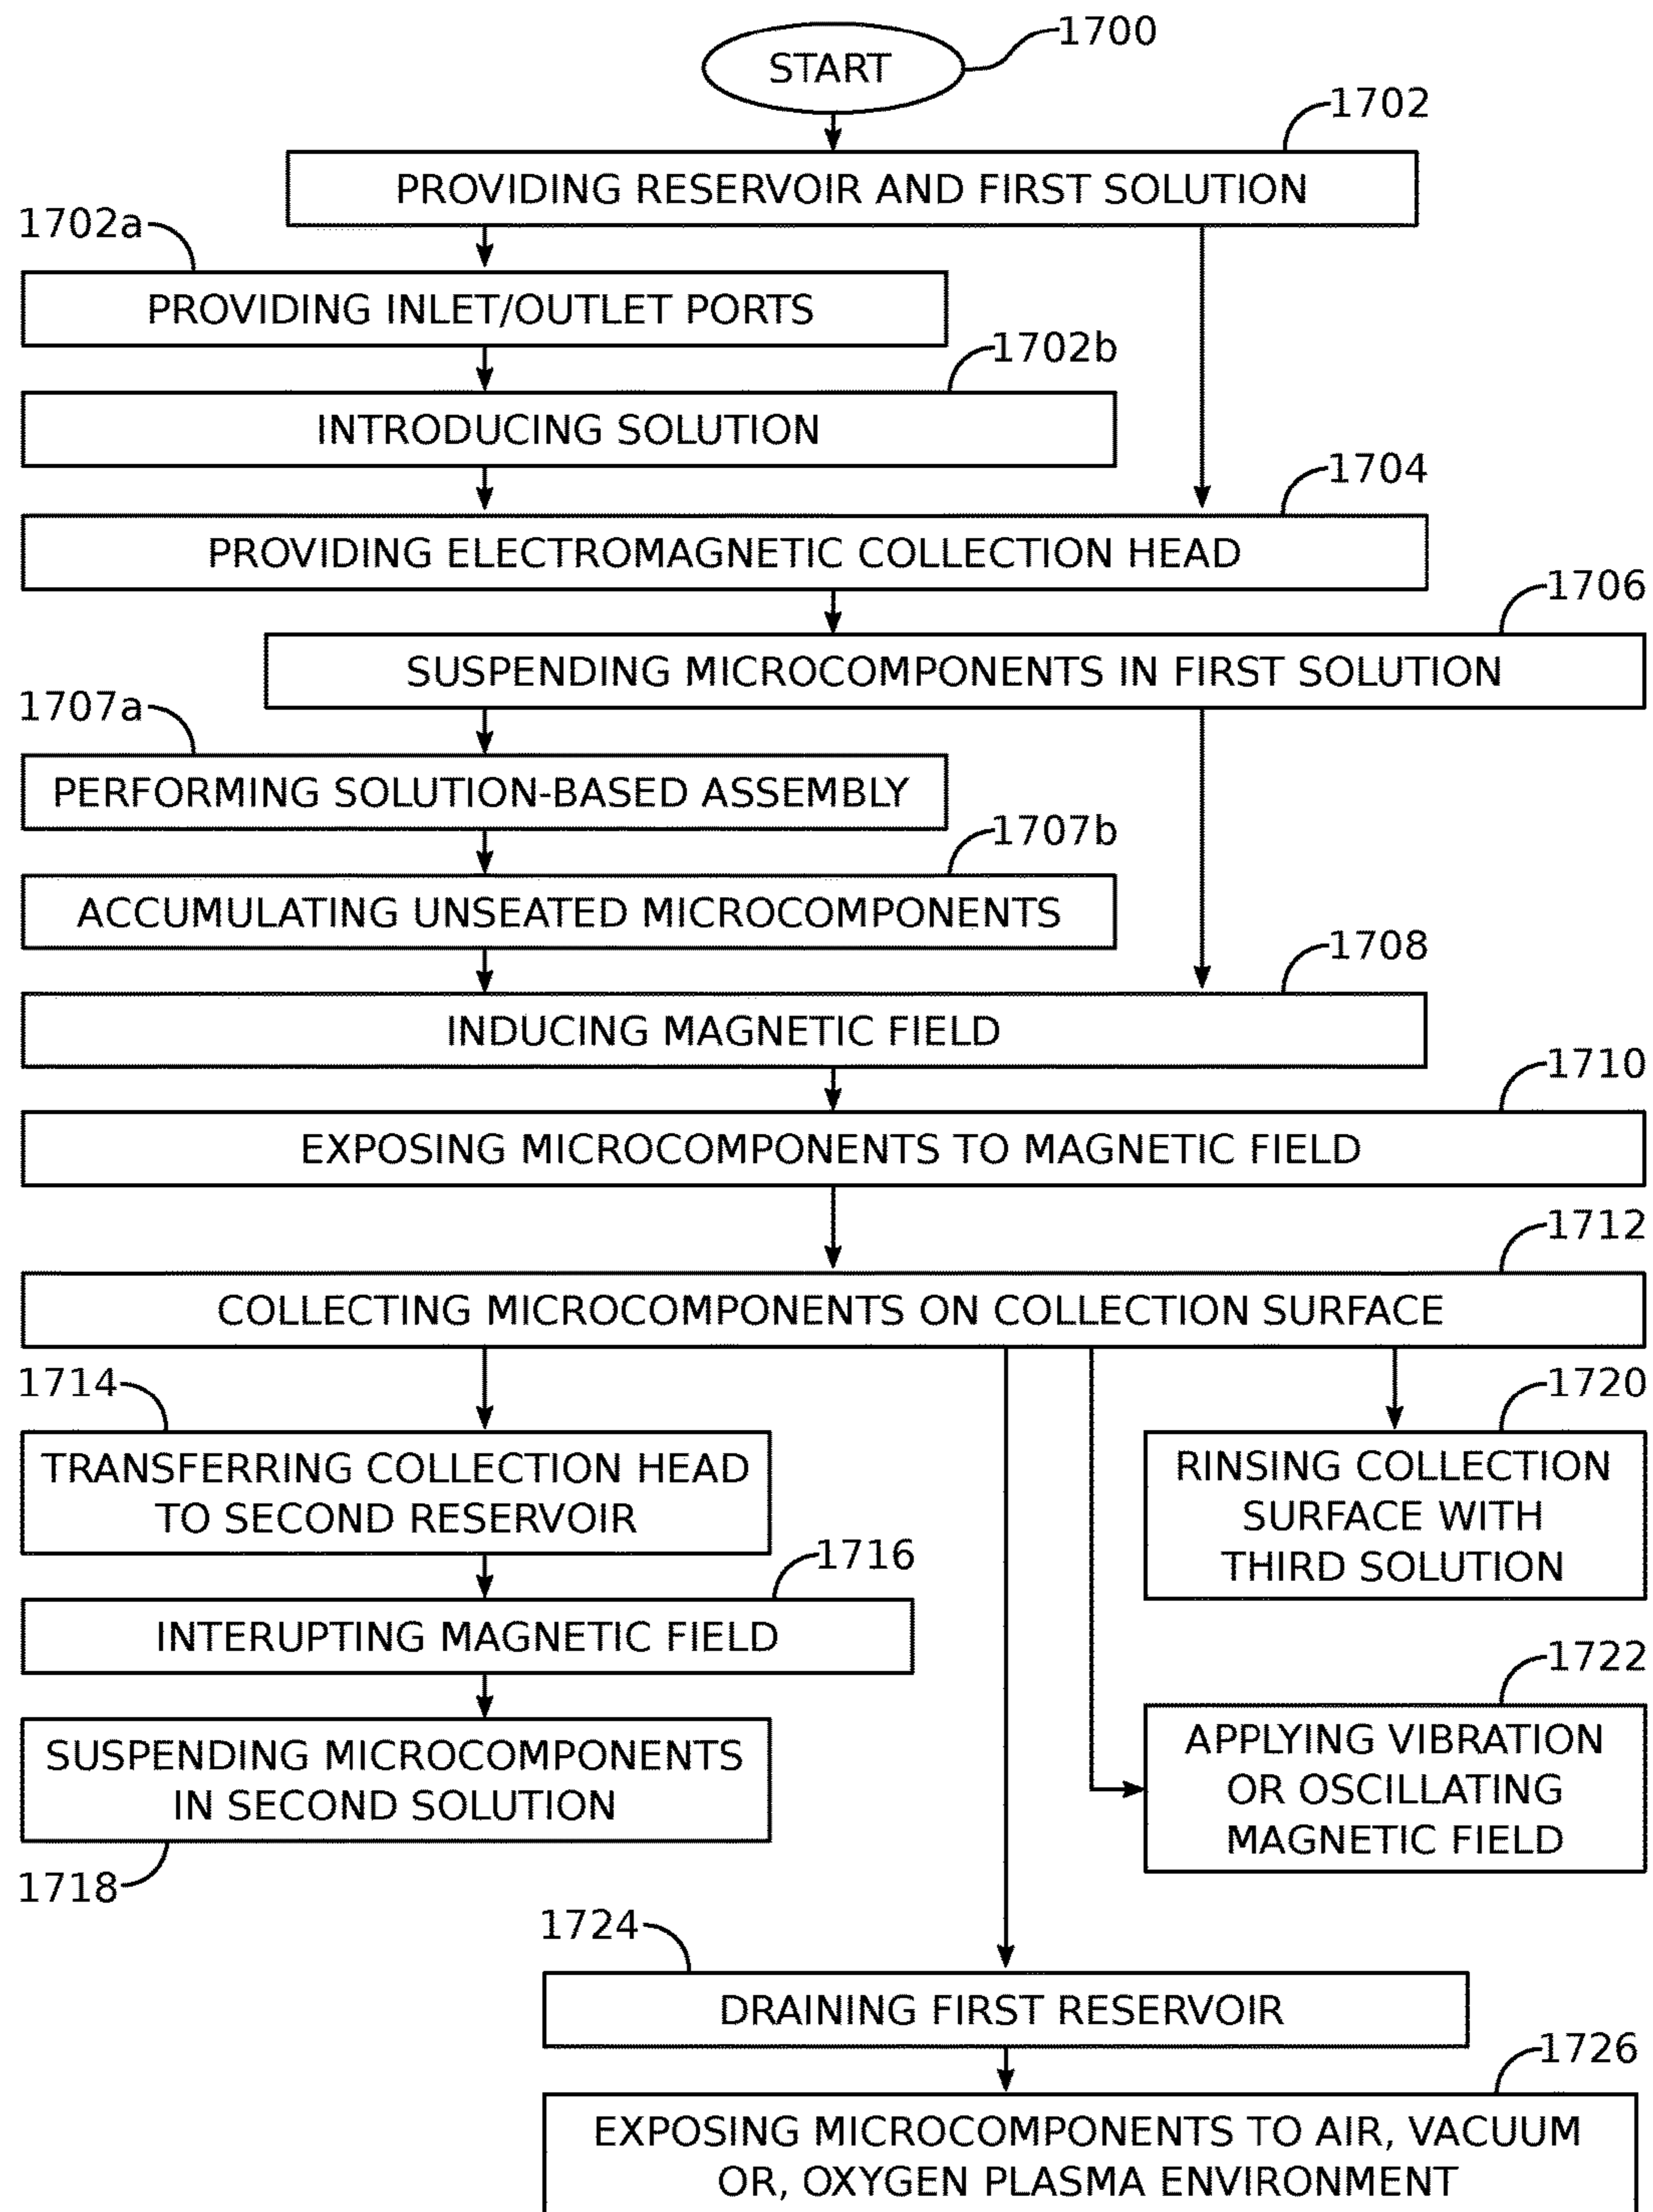 START
1700
1702
PROVIDING RESERVOIR AND FIRST SOLUTION
1702a
PROVIDING INLET/OUTLET PORTS
1702b
INTRODUCING SOLUTION
1704
PROVIDING ELECTROMAGNETIC COLLECTION HEAD
1706
SUSPENDING MICROCOMPONENTS IN FIRST SOLUTION
1707a
PERFORMING SOLUTION-BASED ASSEMBLY
1707b
ACCUMULATING UNSEATED MICROCOMPONENTS
1708
INDUCING MAGNETIC FIELD
1710
EXPOSING MICROCOMPONENTS TO MAGNETIC FIELD
1712
COLLECTING MICROCOMPONENTS ON COLLECTION SURFACE
1714
TRANSFERRING COLLECTION HEAD
TO SECOND RESERVOIR
1716
INTERUPTING MAGNETIC FIELD
SUSPENDING MICROCOMPONENTS
IN SECOND SOLUTION
1718
1720
RINSING COLLECTION
SURFACE WITH
THIRD SOLUTION
1722
APPLYING VIBRATION
OR OSCILLATING
MAGNETIC FIELD
1724
DRAINING FIRST RESERVOIR
1726
EXPOSING MICROCOMPONENTS TO AIR, VACUUM
OR, OXYGEN PLASMA ENVIRONMENT